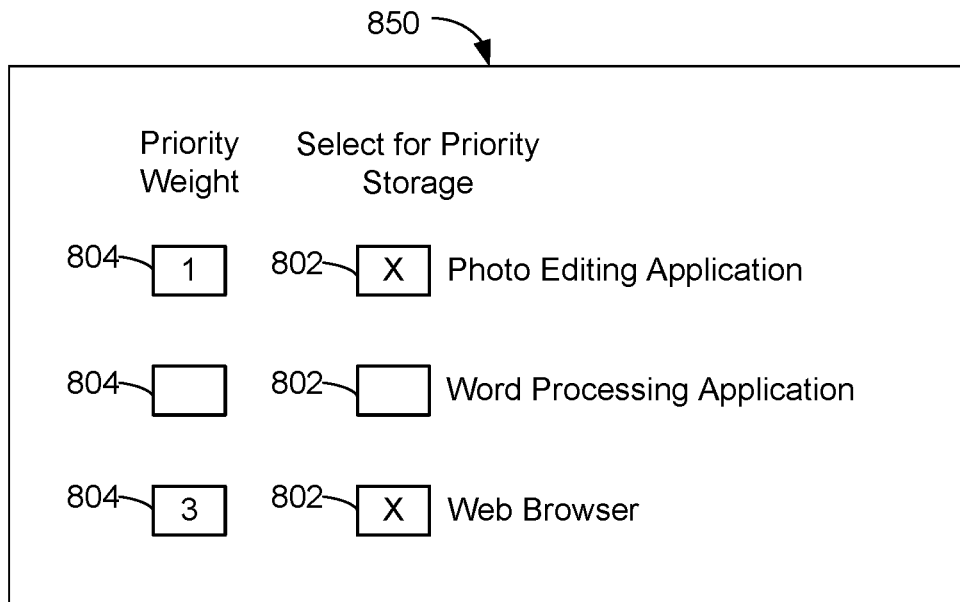 850
Priority Weight
Select for Priority Storage
804 1 802 X Photo Editing Application
804 802 Word Processing Application
804 3 802 X Web Browser